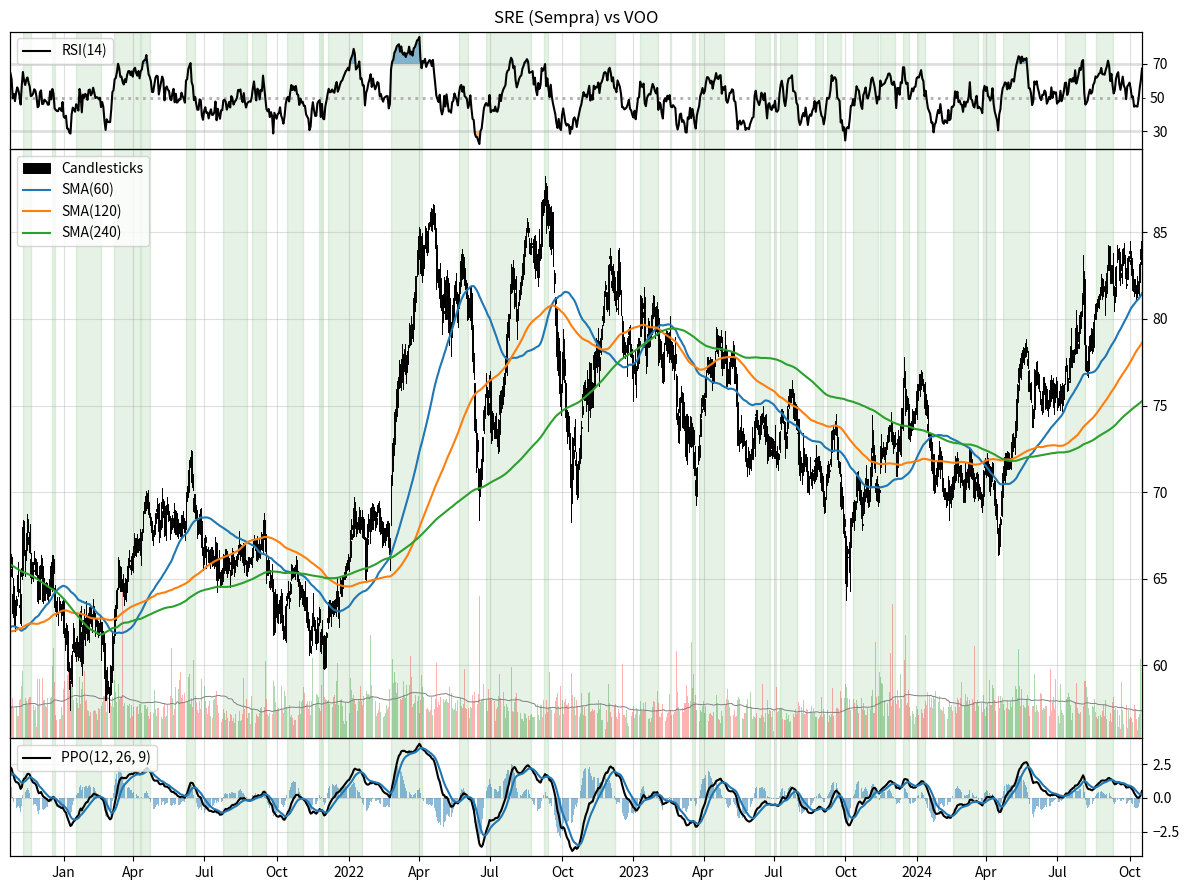 SRE (Sempra) vs VOO
RSI(14)
70
50
30
Candlesticks
SMA(60)
SMA(120)
SMA(240)
85
80
75
70
65
60
PPO(12, 26, 9)
2.5
0.0
−2.5
Jan Apr Jul Oct 2022 Apr Jul Oct 2023 Apr Jul Oct 2024 Apr Jul Oct